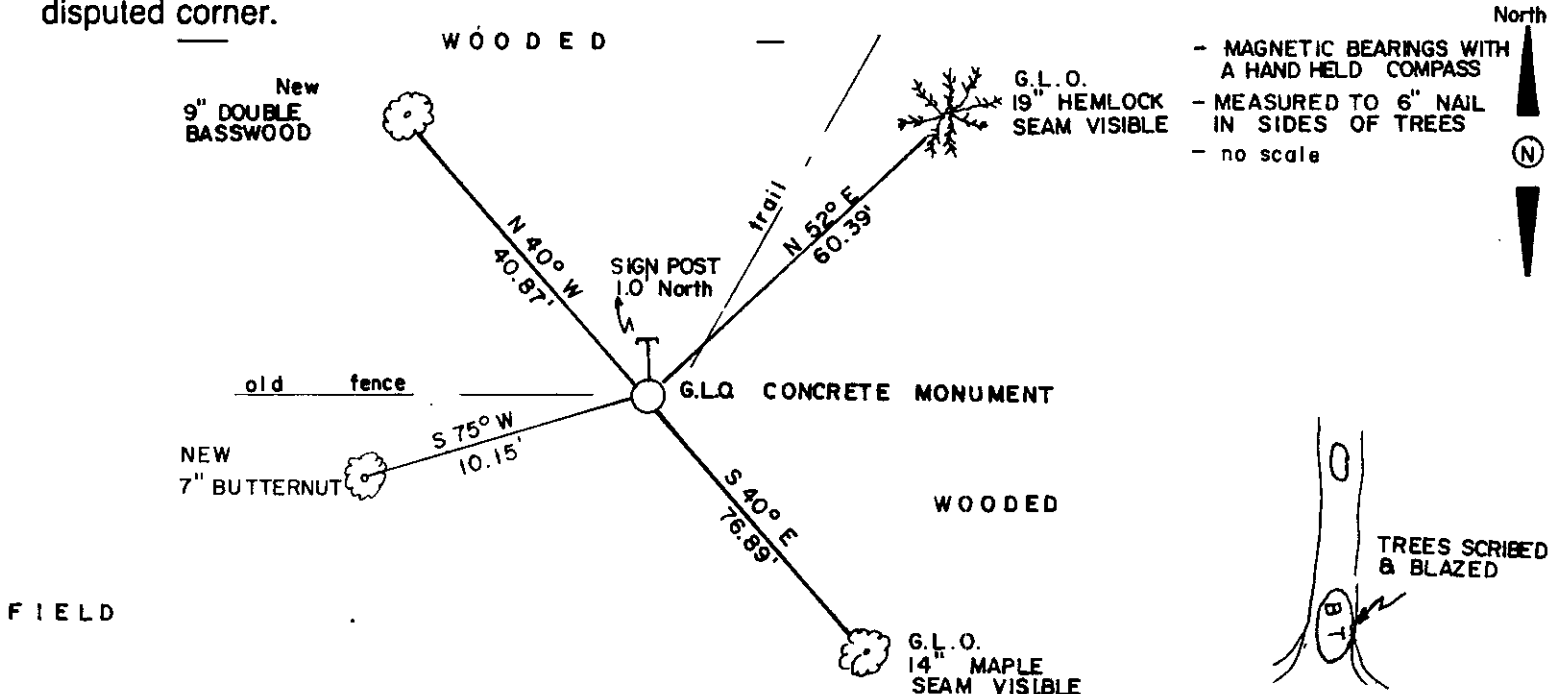 disputed corner.
WOODED
North
New
9" DOUBLE
BASSWOOD
G.L.O.
19" HEMLOCK
SEAM VISIBLE
- MAGNETIC BEARINGS WITH
A HAND HELD COMPASS
- MEASURED TO 6" NAIL
IN SIDES OF TREES
- no scale
N
trail
N 52° E
60.39'
N 40° W
40.87'
SIGN POST
1.0' North
old fence
G.L.O. CONCRETE MONUMENT
S 75° W
10.15'
NEW
7" BUTTERNUT
S 40° E
76.89'
WOODED
TREES SCRIBED
& BLAZED
B T
FIELD
G.L.O.
14" MAPLE
SEAM VISIBLE